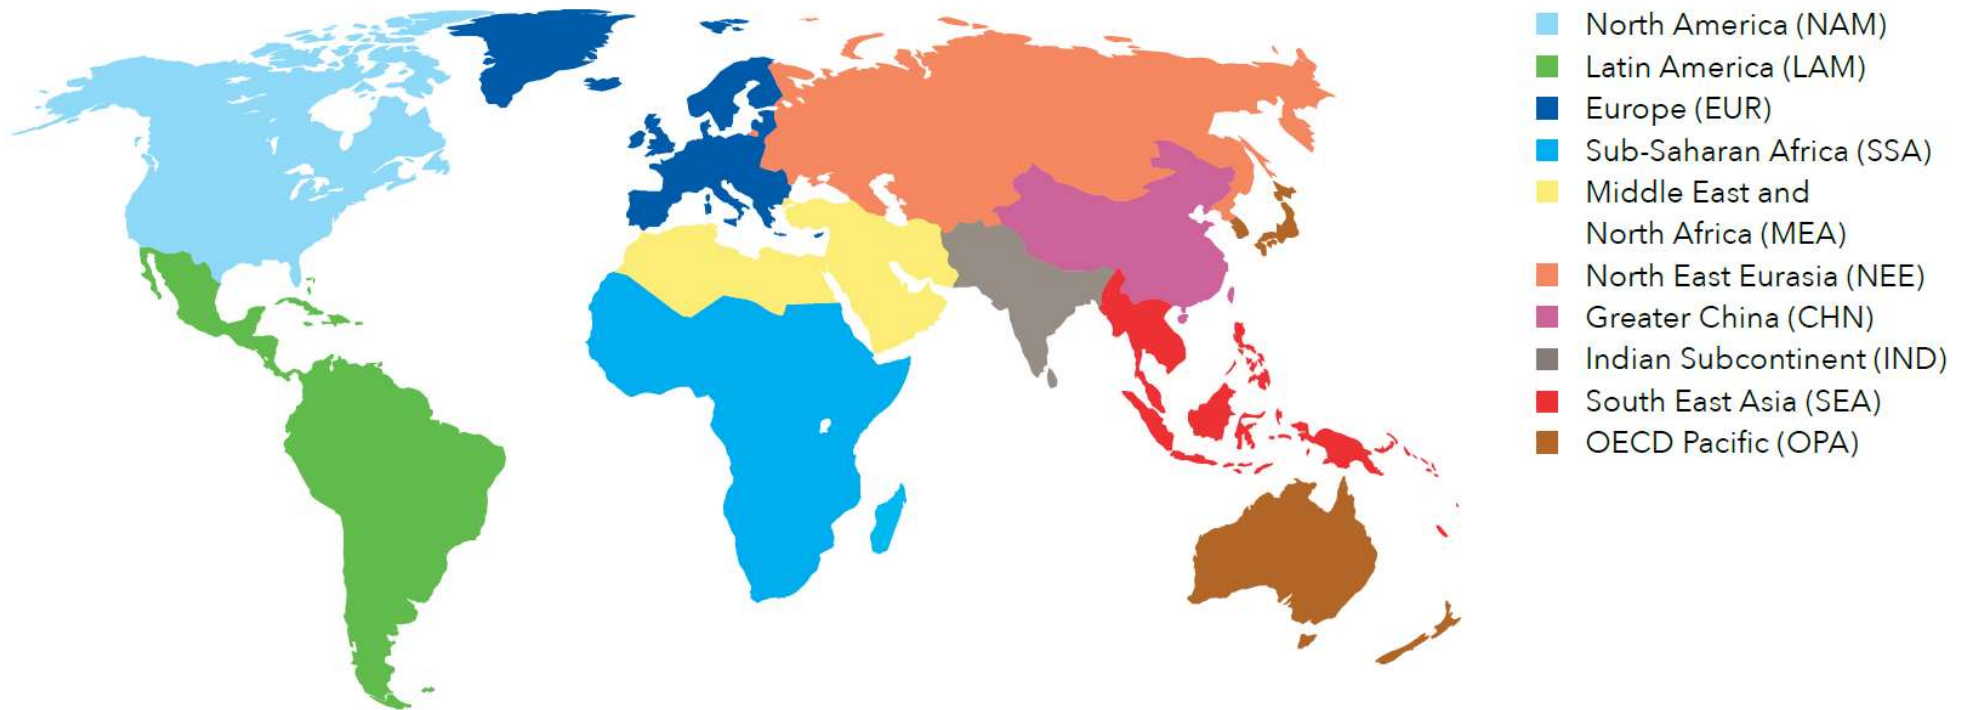 North America (NAM)
Latin America (LAM)
Europe (EUR)
Sub-Saharan Africa (SSA)
Middle East and
North Africa (MEA)
North East Eurasia (NEE)
Greater China (CHN)
Indian Subcontinent (IND)
South East Asia (SEA)
OECD Pacific (OPA)